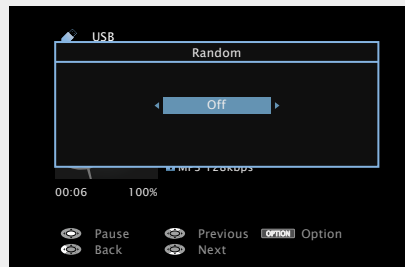 USB
Random
Off
MP3 128kbps
00:06 100%
Pause Previous OPTION Option
Back Next